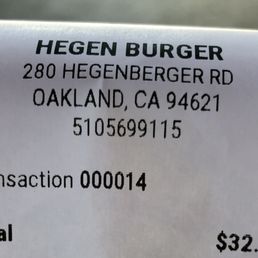 HEGEN BURGER
280 HEGENBERGER RD
OAKLAND, CA 94621
5105699115
nsaction 000014
al $32.